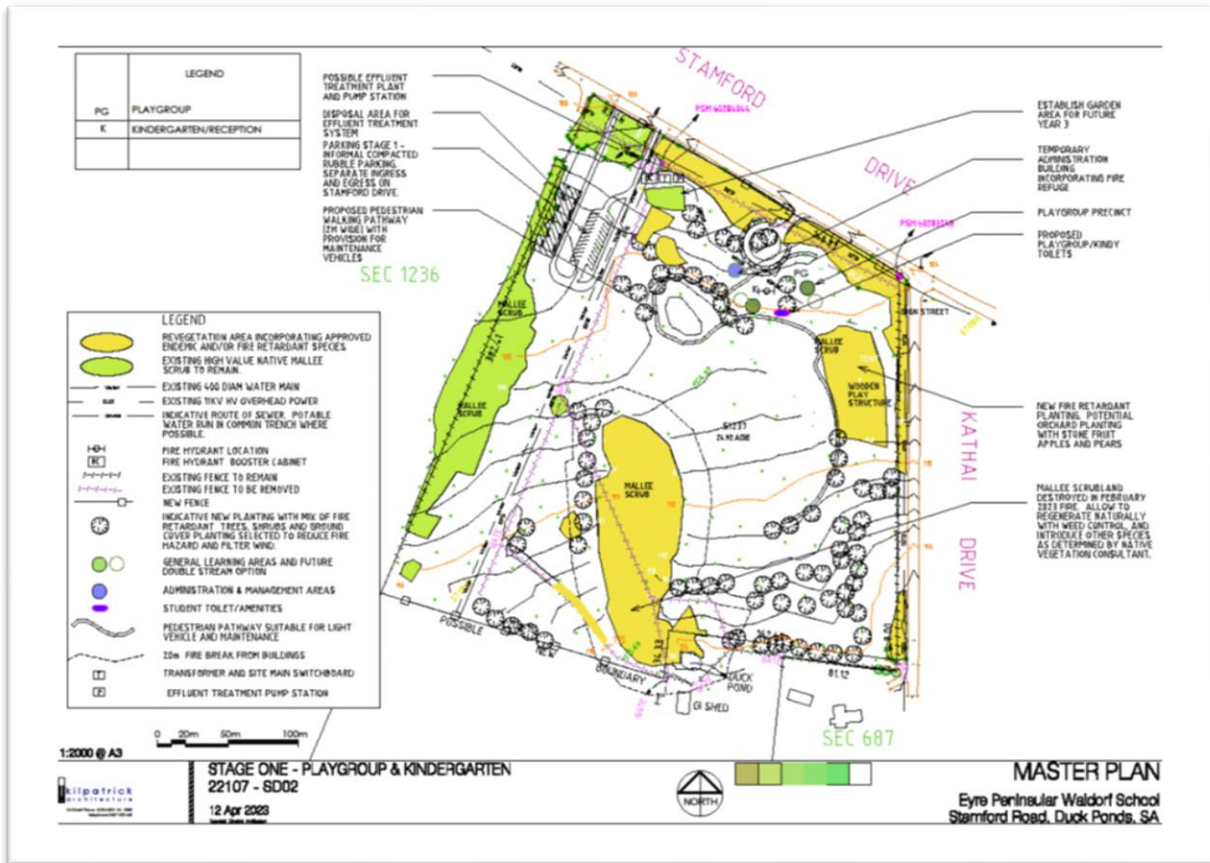 LEGEND
PG PLAYGROUP
K KINDERGARTEN/RECEPTION
POSSIBLE EFFLUENT
TREATMENT PLANT
AND PUMP STATION
DISPOSAL AREA FOR
EFFLUENT TREATMENT
SYSTEM
PARKING STAGE 1 -
INFORMAL COMPACTED
RUBBLE PARKING.
SEPARATE INGRESS
AND EGRESS ON
STAMFORD DRIVE.
PROPOSED PEDESTRIAN
WALKING PATHWAY
(2M WIDE) WITH
PROVISION FOR
MAINTENANCE
VEHICLES
SEC 1236
STAMFORD
DRIVE
ESTABLISH GARDEN
AREA FOR FUTURE
YEAR 3
TEMPORARY
ADMINISTRATION
BUILDING
INCORPORATING FIRE
REFUGE
PLAYGROUP PRECINCT
PROPOSED
PLAYGROUP/KINDY
TOILETS
PG
SIGN STREET
MALLEE
SCRUB
MALLEE
SCRUB
MALLEE
SCRUB
WOODEN
PLAY
STRUCTURE
MALLEE
SCRUB
NEW FIRE RETARDANT
PLANTING. POTENTIAL
ORCHARD PLANTING
WITH STONE FRUIT
APPLES AND PEARS
KATHAI
DRIVE
MALLEE SCRUBLAND
DESTROYED IN FEBRUARY
2023 FIRE. ALLOW TO
REGENERATE NATURALLY
WITH WEED CONTROL, AND
INTRODUCE OTHER SPECIES
AS DETERMINED BY NATIVE
VEGETATION CONSULTANT.
LEGEND
REVEGETATION AREA INCORPORATING APPROVED
ENDEMIC AND/OR FIRE RETARDANT SPECIES
EXISTING HIGH VALUE NATIVE MALLEE
SCRUB TO REMAIN.
EXISTING 400 DIAM WATER MAIN
EXISTING 11KV HV OVERHEAD POWER
INDICATIVE ROUTE OF SEWER. POTABLE
WATER RUN IN COMMON TRENCH WHERE
POSSIBLE.
FIRE HYDRANT LOCATION
FIRE HYDRANT BOOSTER CABINET
EXISTING FENCE TO REMAIN
EXISTING FENCE TO BE REMOVED
NEW FENCE
INDICATIVE NEW PLANTING WITH MIX OF FIRE
RETARDANT TREES, SHRUBS AND GROUND
COVER PLANTING SELECTED TO REDUCE FIRE
HAZARD AND FILTER WIND.
GENERAL LEARNING AREAS AND FUTURE
DOUBLE STREAM OPTION
ADMINISTRATION & MANAGEMENT AREAS
STUDENT TOILET/AMENITIES
PEDESTRIAN PATHWAY SUITABLE FOR LIGHT
VEHICLE AND MAINTENANCE
20m FIRE BREAK FROM BUILDINGS
T TRANSFORMER AND SITE MAIN SWITCHBOARD
P EFFLUENT TREATMENT PUMP STATION
POSSIBLE
NEW
BOUNDARY
DUCK
POND
GI SHED
81.12
SEC 687
0 20m 50m 100m
1:2000 @ A3
kilpatrick
architecture
STAGE ONE - PLAYGROUP & KINDERGARTEN
22107 - SD02
12 Apr 2023
NORTH
MASTER PLAN
Eyre Peninsular Waldorf School
Stamford Road, Duck Ponds, SA